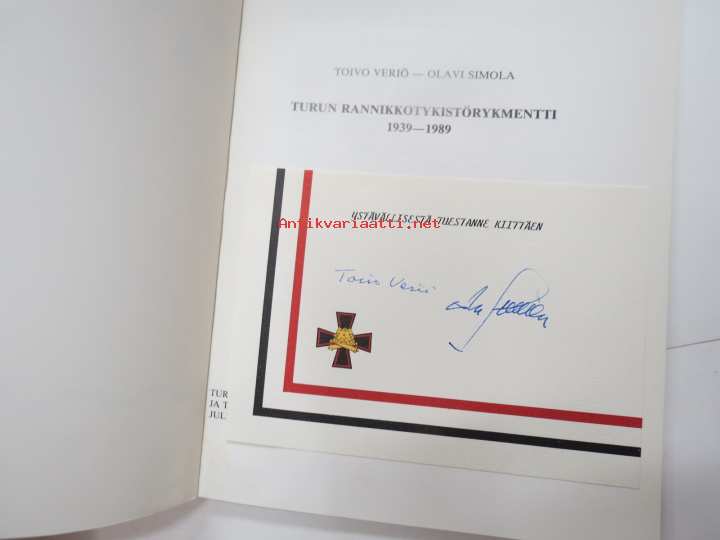 TOIVO VERIÖ — OLAVI SIMOLA
TURUN RANNIKKOTYKISTÖRYKMENTTI
1939—1989
YSTÄVÄLLISESTÄ TUESTANNE KIITTÄEN
Antikvariaatti.net
Toivo Veriö
TUR
JA T
JUL